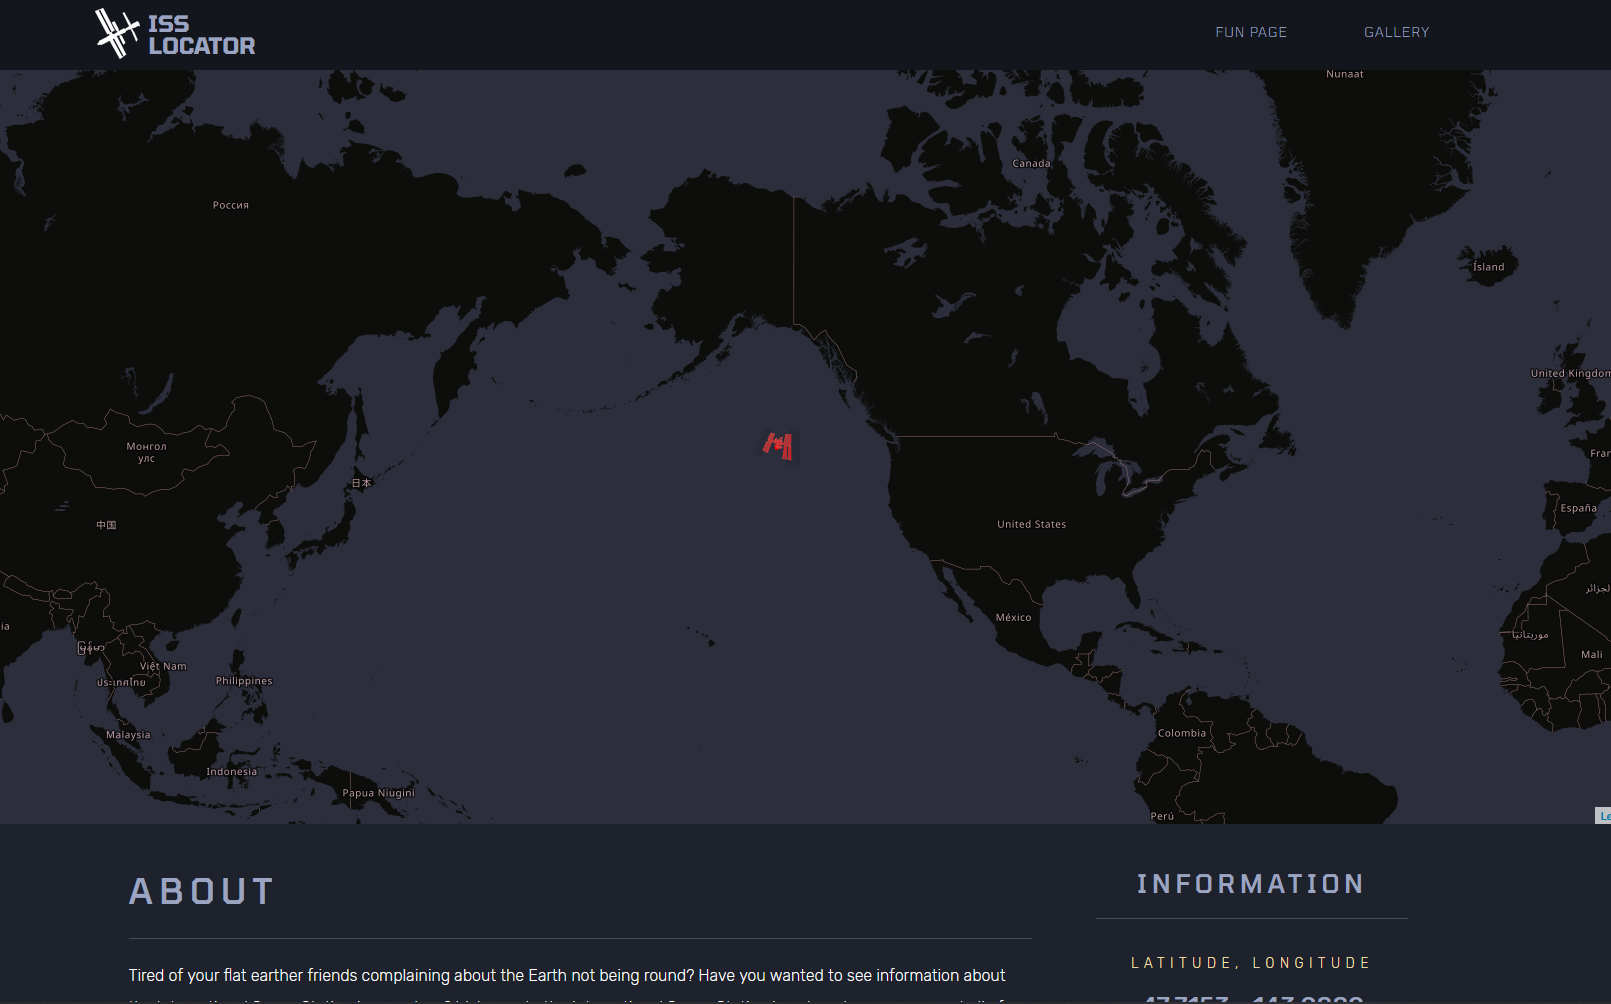 ISS
LOCATOR
FUN PAGE
GALLERY
Nunaat
Canada
Россия
Ísland
United Kingdom
Монгол
улс
Fran
日本
España
中国
United States
الجزائر
México
ia
موريتانيا
မြန်မာ
Mali
Việt Nam
Philippines
ประเทศไทย
Malaysia
Colombia
Indonesia
Papua Niugini
Perú
Le
ABOUT
INFORMATION
LATITUDE, LONGITUDE
Tired of your flat earther friends complaining about the Earth not being round? Have you wanted to see information about